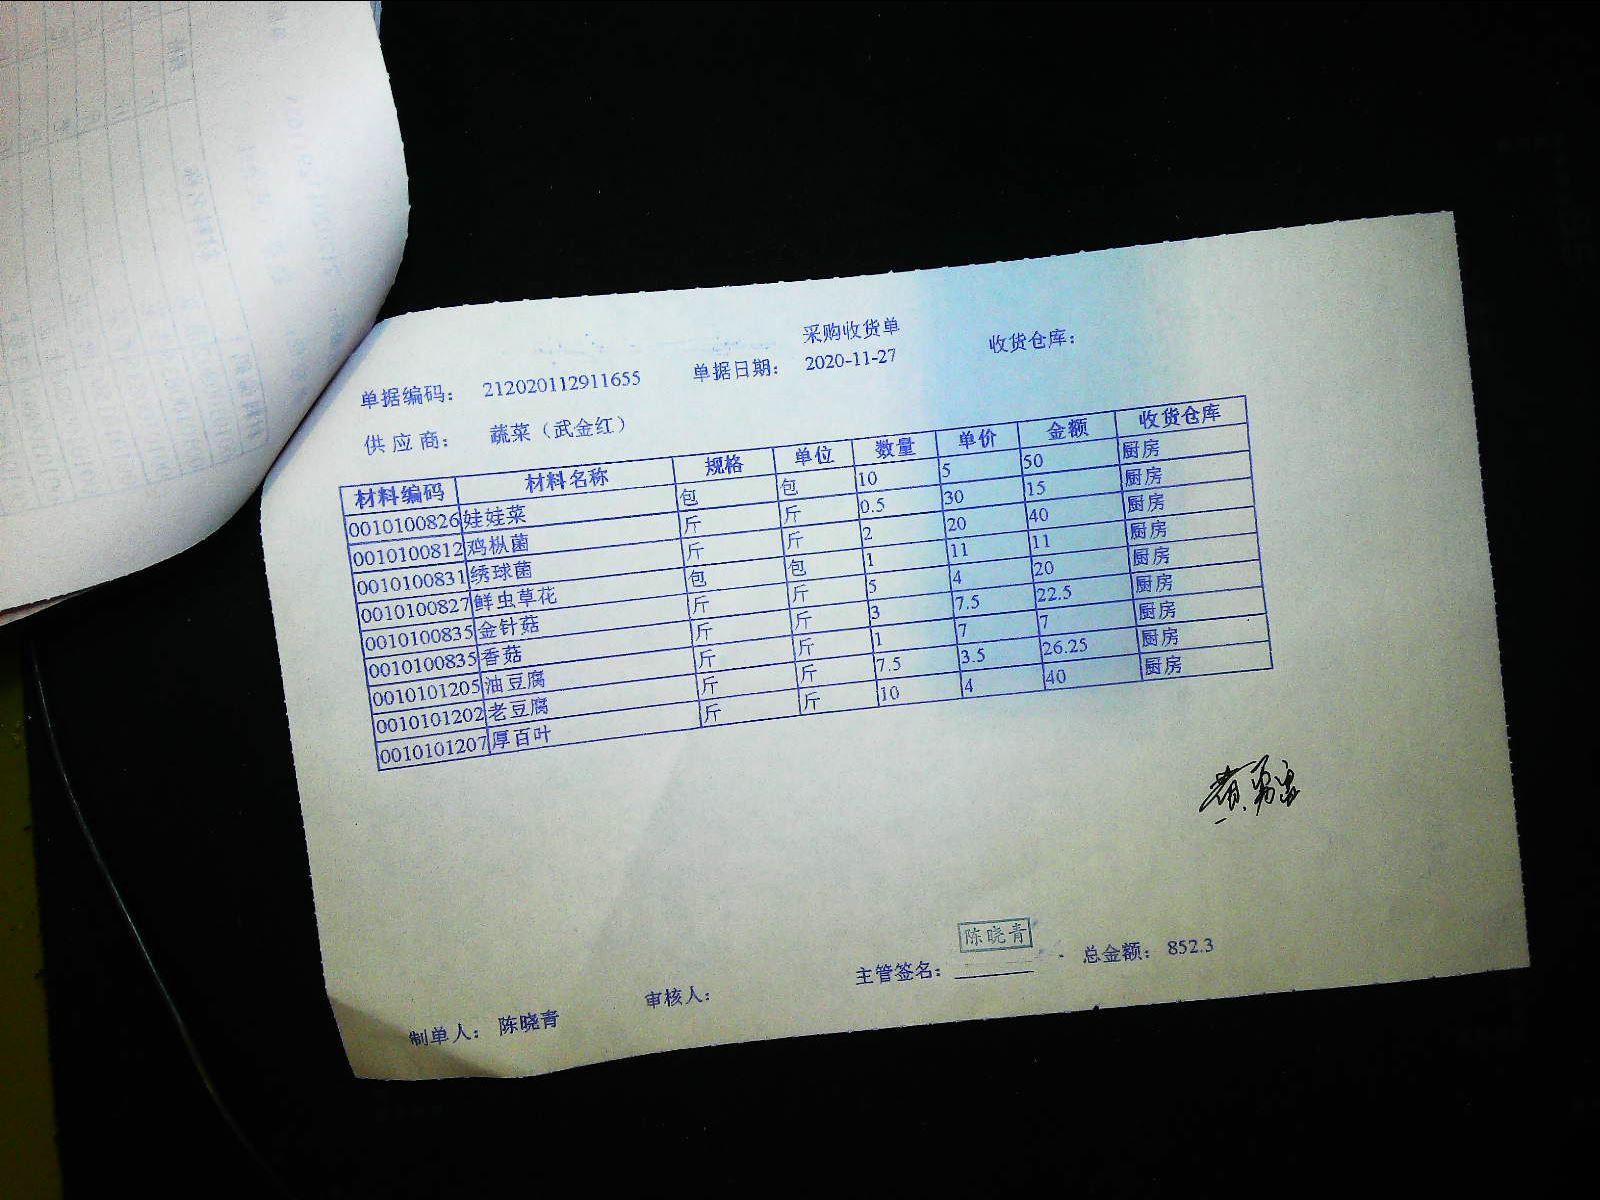 采购收货单
单据编码： 212020112911655 单据日期： 2020-11-27 收货仓库：
供应商： 蔬菜（武金红）
材料编码 材料名称 规格 单位 数量 单价 金额 收货仓库
0010100826 娃娃菜 包 包 10 5 50 厨房
0010100812 鸡枞菌 斤 斤 0.5 30 15 厨房
0010100831 绣球菌 斤 斤 2 20 40 厨房
0010100827 鲜虫草花 包 包 1 11 11 厨房
0010100835 金针菇 斤 斤 5 4 20 厨房
0010100835 香菇 斤 斤 3 7.5 22.5 厨房
0010101205 油豆腐 斤 斤 1 7 7 厨房
0010101202 老豆腐 斤 斤 7.5 3.5 26.25 厨房
0010101207 厚百叶 斤 斤 10 4 40 厨房
制单人： 陈晓青 审核人： 主管签名： 陈晓青 总金额： 852.3